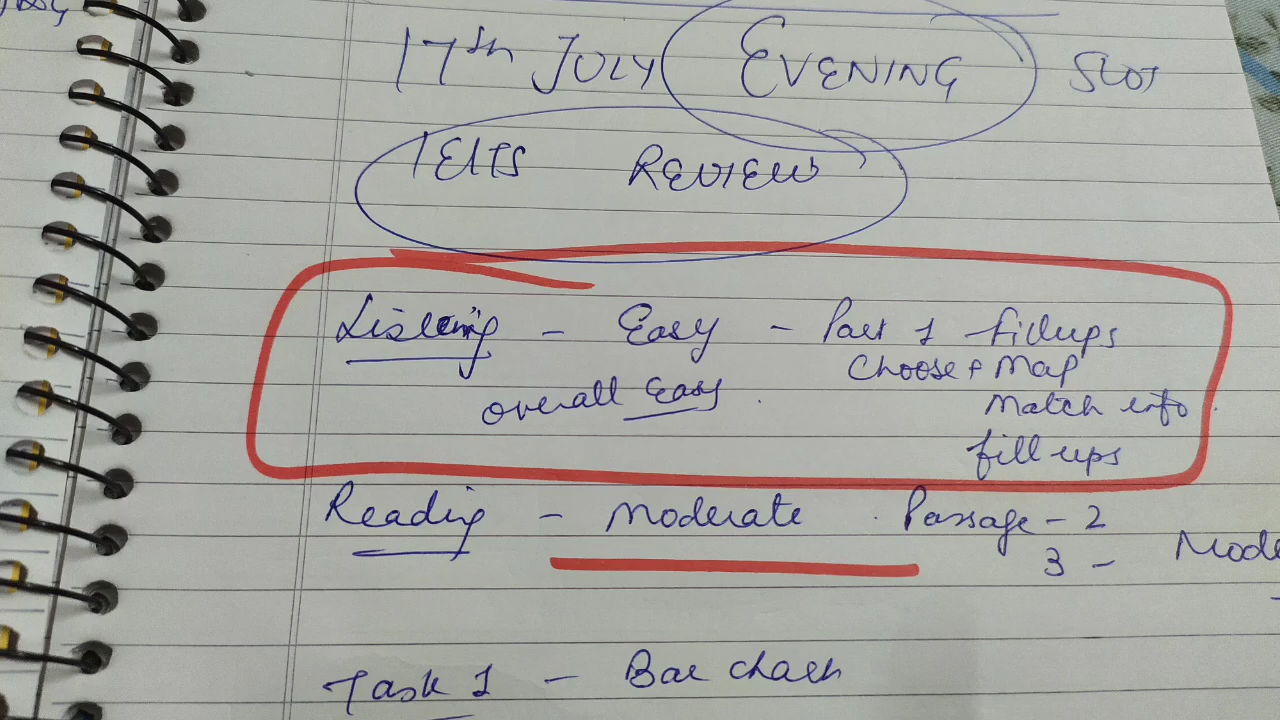 17th JULY EVENING SLOT
IELTS REVIEW
Listening - Easy - Part 1 fillups
Choose + Map
overall Easy. Match info.
fill ups
Reading - Moderate. Passage - 2
3 - Mode
Task 1 - Bar chart